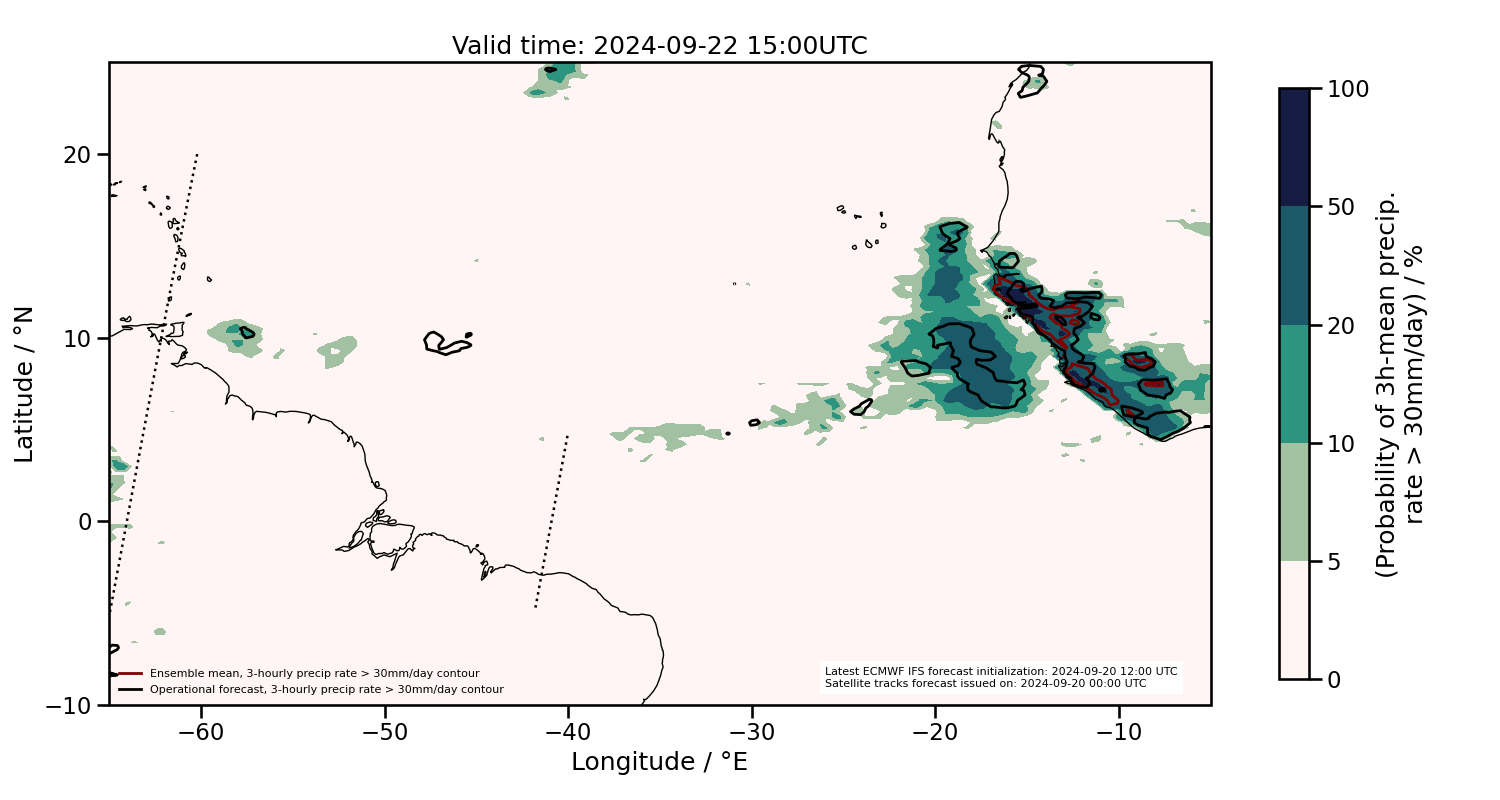 Valid time: 2024-09-22 15:00UTC
20
10
0
−10
Latitude / °N
−60
−50
−40
−30
−20
−10
Longitude / °E
Ensemble mean, 3-hourly precip rate > 30mm/day contour
Operational forecast, 3-hourly precip rate > 30mm/day contour
Latest ECMWF IFS forecast initialization: 2024-09-20 12:00 UTC
Satellite tracks forecast issued on: 2024-09-20 00:00 UTC
100
50
20
10
5
0
(Probability of 3h-mean precip.
rate > 30mm/day) / %